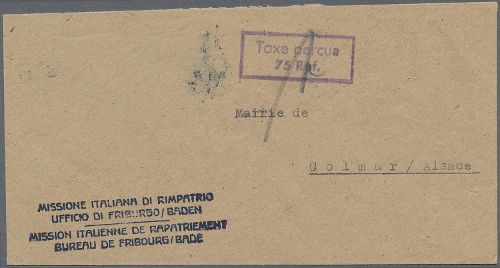 Taxe percue
75 Rpf.
Mairie de
Colmar/Alsace
MISSIONE ITALIANA DI RIMPATRIO
UFFICIO DI FRIBURGO/BADEN
MISSION ITALIENNE DE RAPATRIEMENT
BUREAU DE FRIBOURG/BADE